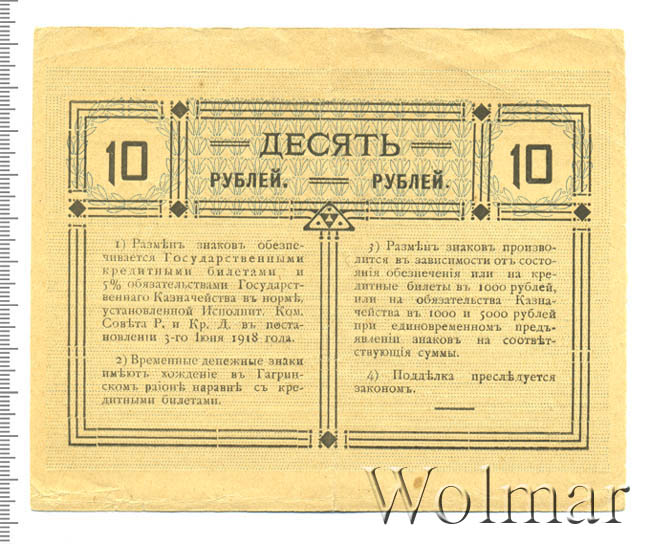 10
ДЕСЯТЬ
10
РУБЛЕЙ. РУБЛЕЙ.
1) Размѣнъ знаковъ обезпе-
чивается Государственными
кредитными билетами и
5% обязательствами Государст-
веннаго Казначейства въ нормѣ,
установленной Исполнит. Ком.
Совѣта Р. и Кр. Д. въ поста-
новленіи 3-го Іюня 1918 года.
2) Временные денежные знаки
имѣютъ хожденіе въ Гагрин-
скомъ районѣ наравнѣ съ кре-
дитными билетами.
3) Размѣнъ знаковъ произво-
дится въ зависимости отъ состо-
янія обезпеченія или на кре-
дитные билеты въ 1000 рублей,
или на обязательства Казна-
чейства въ 1000 и 5000 рублей
при единовременном предъ-
явленіи знаковъ на соотвѣт-
ствующія суммы.
4) Поддѣлка преслѣдуется
закономъ.
Wolmar